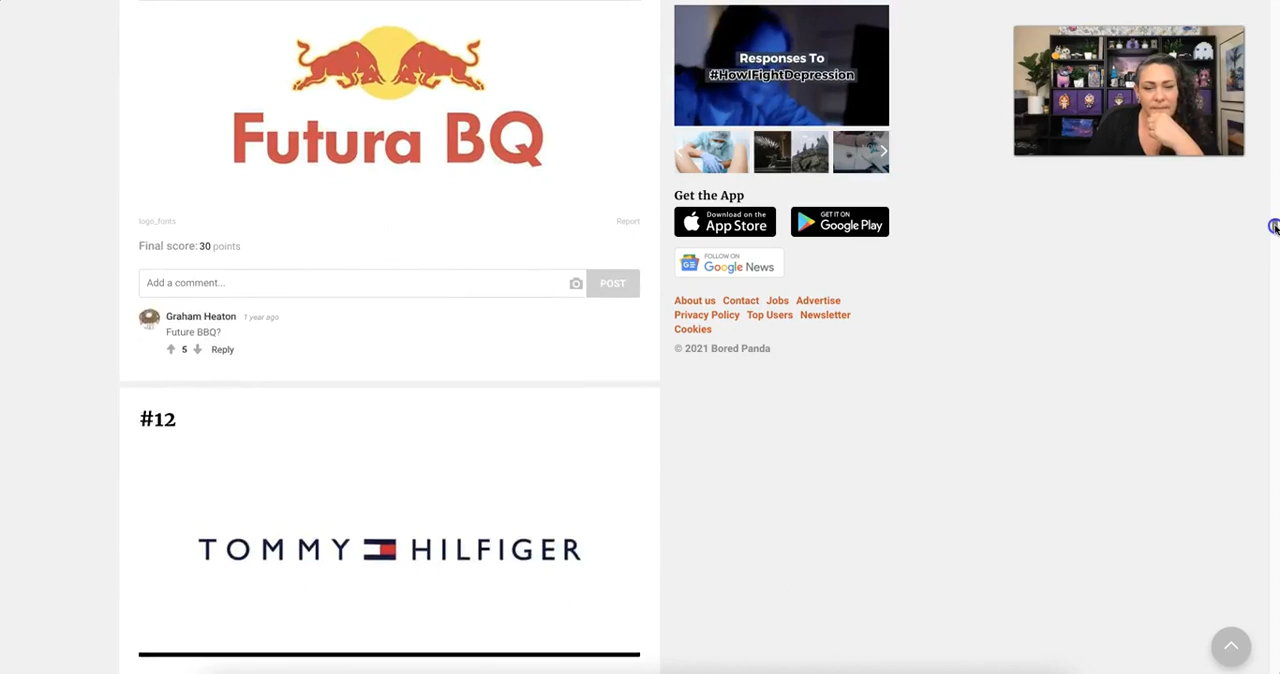 Futura BQ
logo_fonts
Report
Final score: 30 points
Add a comment...
POST
Graham Heaton 1 year ago
Future BBQ?
5 Reply
#12
TOMMY HILFIGER
Responses To
#HowIFightDepression
Get the App
Download on the
App Store
GET IT ON
Google Play
FOLLOW ON
Google News
About us Contact Jobs Advertise
Privacy Policy Top Users Newsletter
Cookies
© 2021 Bored Panda